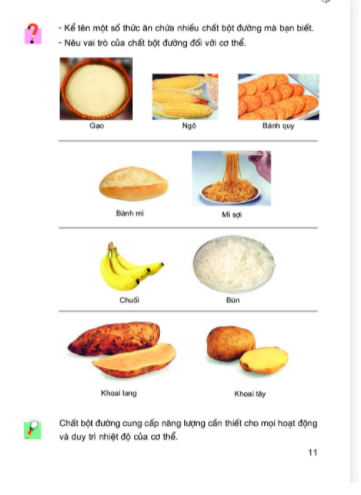 - Kể tên một số thức ăn chứa nhiều chất bột đường mà bạn biết.
- Nêu vai trò của chất bột đường đối với cơ thể.
Gạo Ngô Bánh quy
Bánh mì Mì sợi
Chuối Bún
Khoai lang Khoai tây
Chất bột đường cung cấp năng lượng cần thiết cho mọi hoạt động
và duy trì nhiệt độ của cơ thể.
11